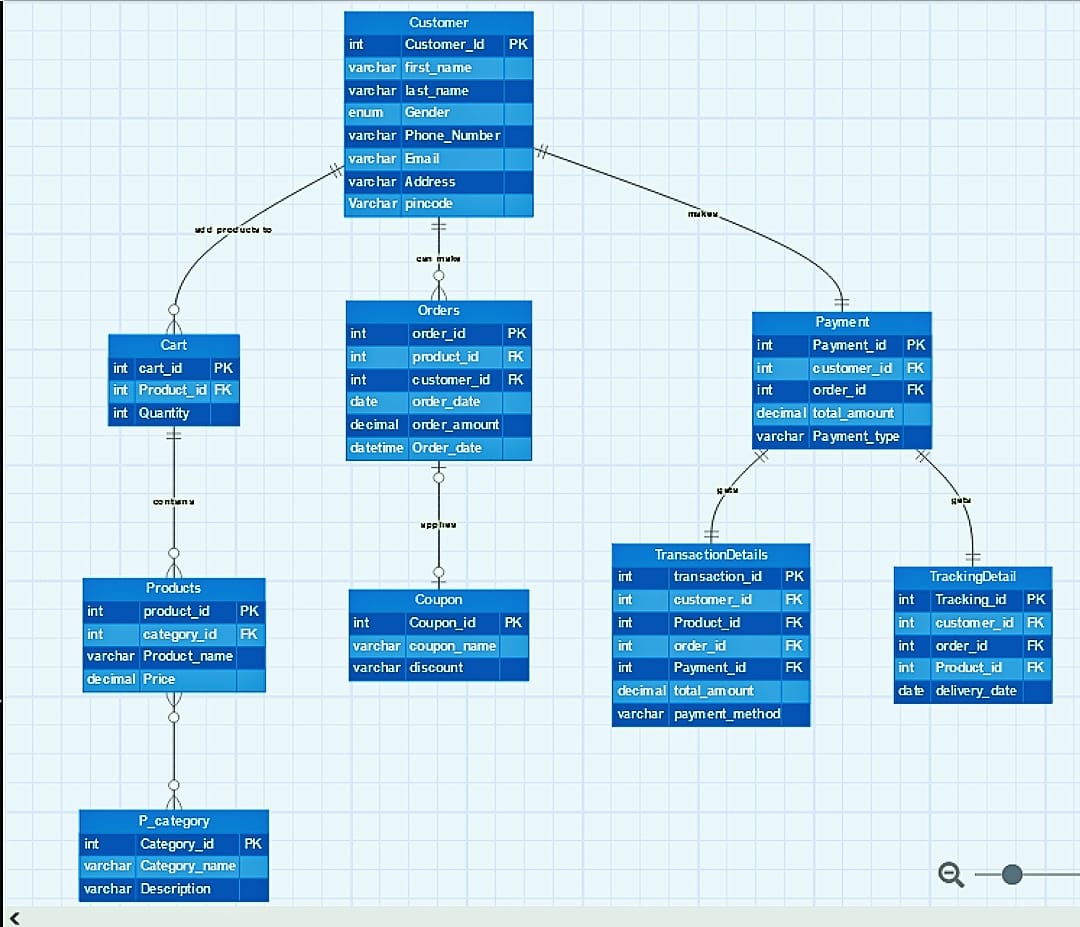 Customer
int Customer_Id PK
varchar first_name
varchar last_name
enum Gender
varchar Phone_Number
varchar Email
varchar Address
Varchar pincode
add products to
can make
makes
Cart
int cart_id PK
int Product_id FK
int Quantity
Orders
int order_id PK
int product_id FK
int customer_id FK
date order_date
decimal order_amount
datetime Order_date
Payment
int Payment_id PK
int customer_id FK
int order_id FK
decimal total_amount
varchar Payment_type
contains
applies
gets
gets
Products
int product_id PK
int category_id FK
varchar Product_name
decimal Price
Coupon
int Coupon_id PK
varchar coupon_name
varchar discount
TransactionDetails
int transaction_id PK
int customer_id FK
int Product_id FK
int order_id FK
int Payment_id FK
decimal total_amount
varchar payment_method
TrackingDetail
int Tracking_id PK
int customer_id FK
int order_id FK
int Product_id FK
date delivery_date
P_category
int Category_id PK
varchar Category_name
varchar Description